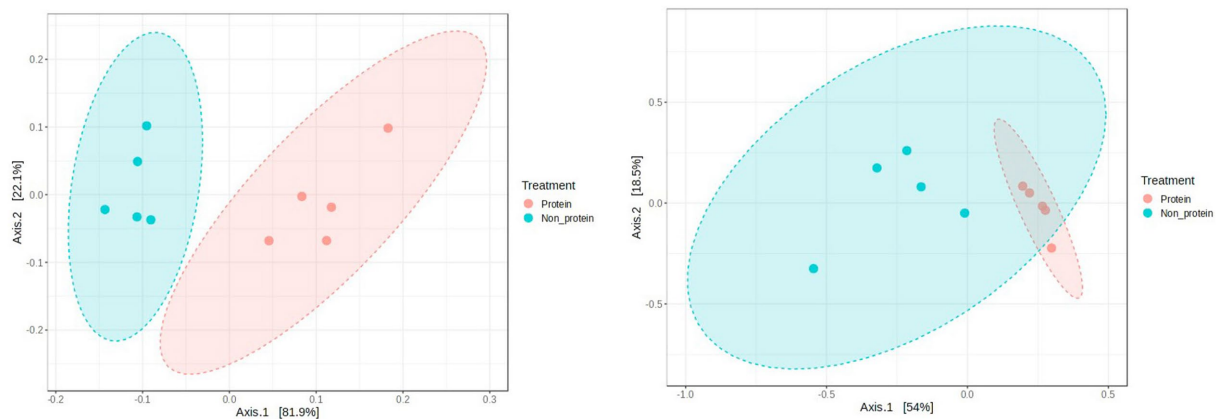 0.2
0.1
0.0
-0.1
-0.2
Axis.2 [22.1%]
-0.2 -0.1 0.0 0.1 0.2 0.3
Axis.1 [81.9%]
Treatment
Protein
Non_protein
0.5
0.0
-0.5
Axis.2 [18.5%]
-1.0 -0.5 0.0 0.5
Axis.1 [54%]
Treatment
Protein
Non_protein